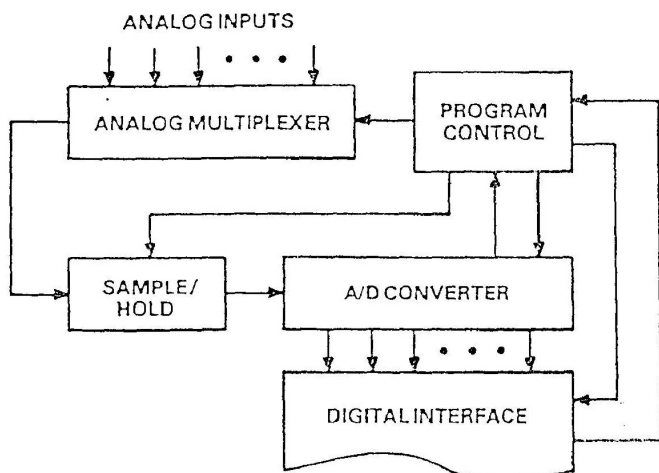 ANALOG INPUTS
ANALOG MULTIPLEXER
PROGRAM
CONTROL
SAMPLE/
HOLD
A/D CONVERTER
DIGITAL INTERFACE